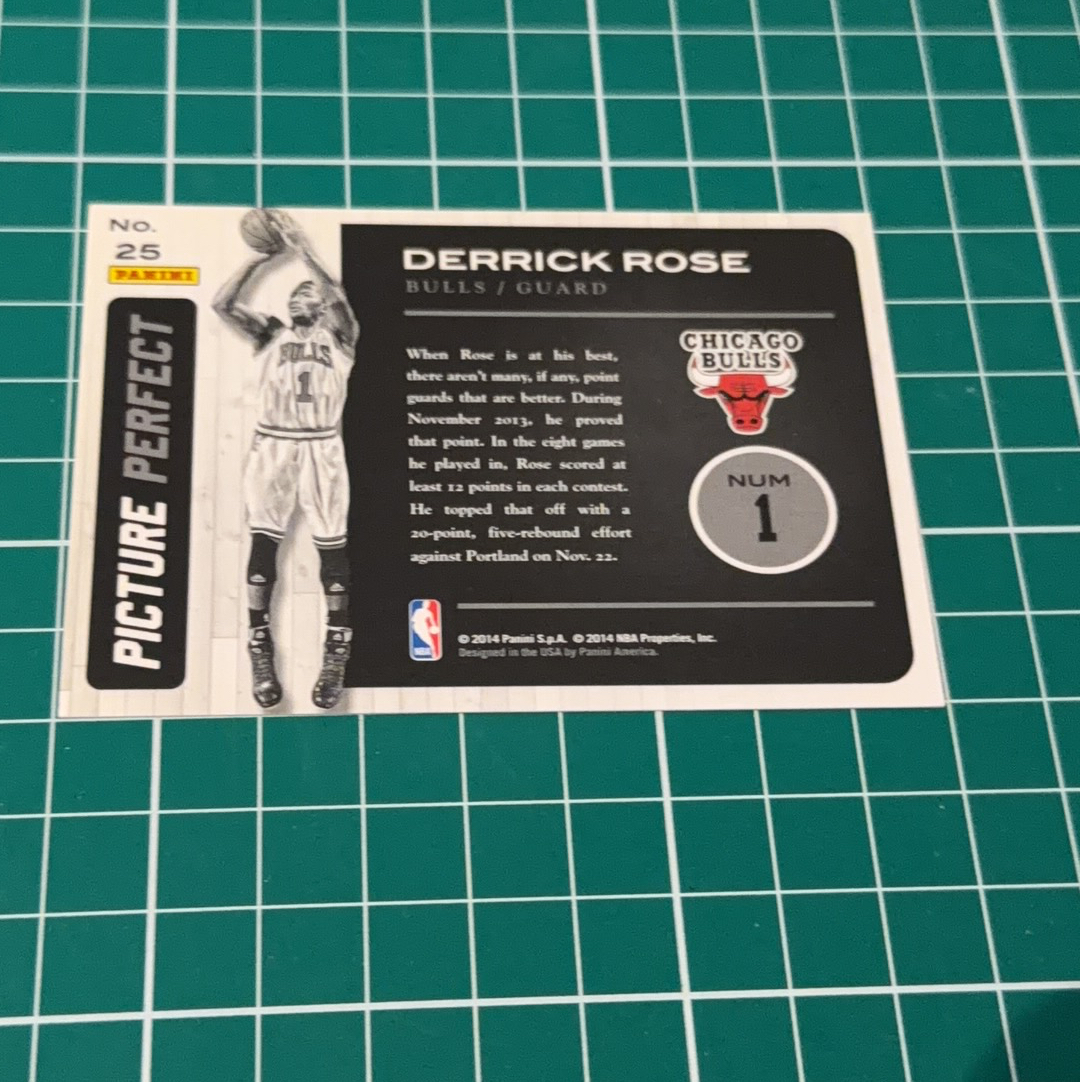 No.
25
PANINI
PICTURE PERFECT
BULLS
1
DERRICK ROSE
BULLS / GUARD
When Rose is at his best,
there aren't many, if any, point
guards that are better. During
November 2013, he proved
that point. In the eight games
he played in, Rose scored at
least 12 points in each contest.
He topped that off with a
20-point, five-rebound effort
against Portland on Nov. 22.
CHICAGO
BULLS
NUM
1
NBA
© 2014 Panini S.p.A. © 2014 NBA Properties, Inc.
Designed in the USA by Panini America.